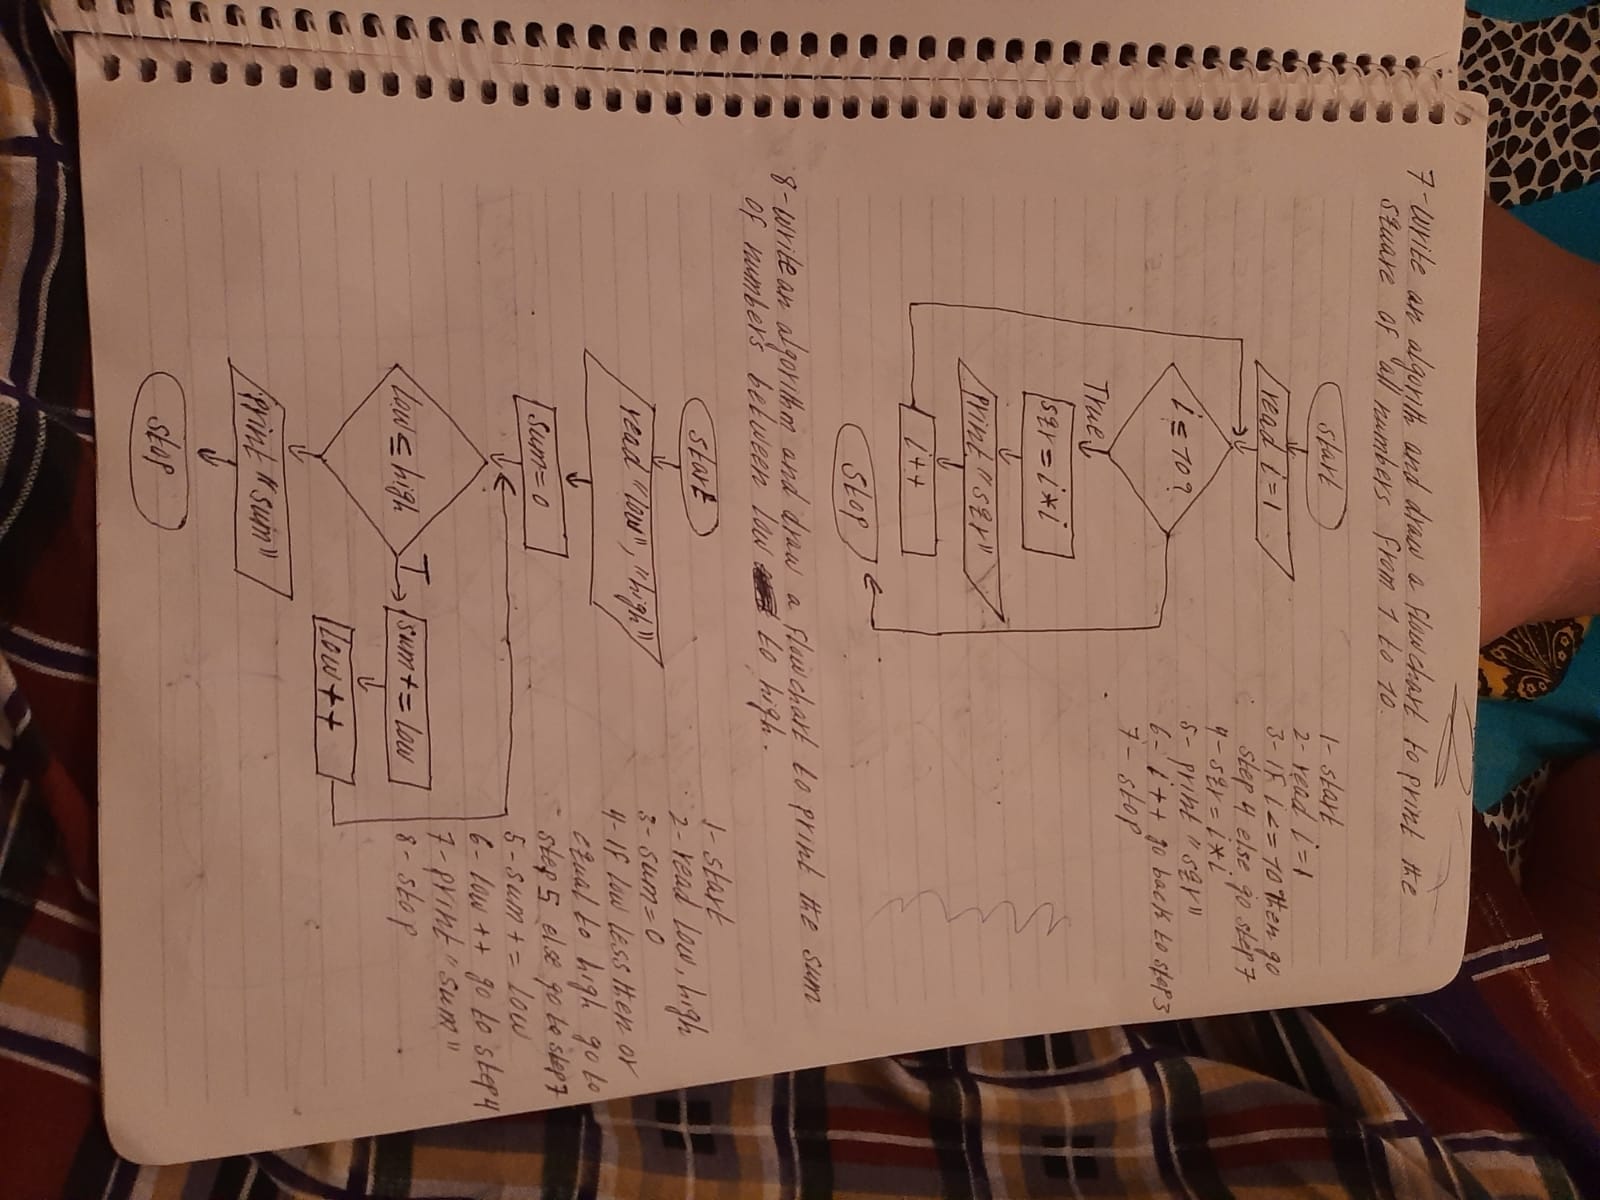 7-write an algorith and draw a flowchart to print the
square of all numbers from 1 to 10.
start
read i=1
i≤10?
True
sqr=i*i
print "sqr"
i++
stop
1-start
2-read i=1
3-if i<=10 then go
step 4 else go step 7
4-sqr=i*i
5-print "sqr"
6-i++ go back to step3
7-stop
8-write an algorithm and draw a flowchart to print the sum
of numbers between low to high.
start
read "low", "high"
sum=0
low≤high
T
sum+=low
low++
print "sum"
stop
1-start
2-read low, high
3-sum=0
4-if low less then or
equal to high go to
step 5 else go to step7
5-sum+=low
6-low++ go to step4
7-print "sum"
8-stop